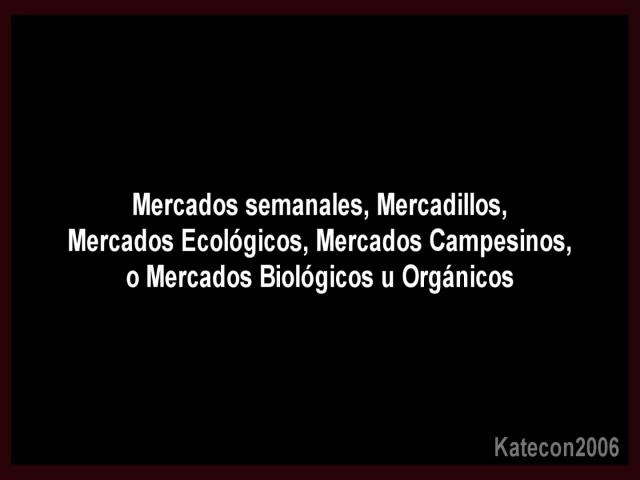 Mercados semanales, Mercadillos,
Mercados Ecológicos, Mercados Campesinos,
o Mercados Biológicos u Orgánicos
Katecon2006